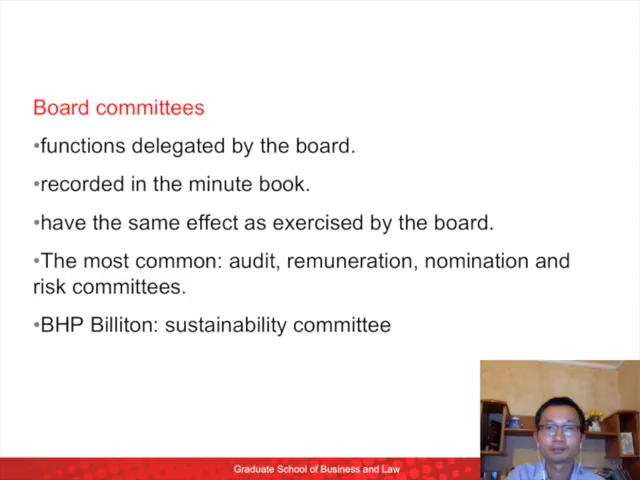 Board committees
•functions delegated by the board.
•recorded in the minute book.
•have the same effect as exercised by the board.
•The most common: audit, remuneration, nomination and
risk committees.
•BHP Billiton: sustainability committee
Graduate School of Business and Law